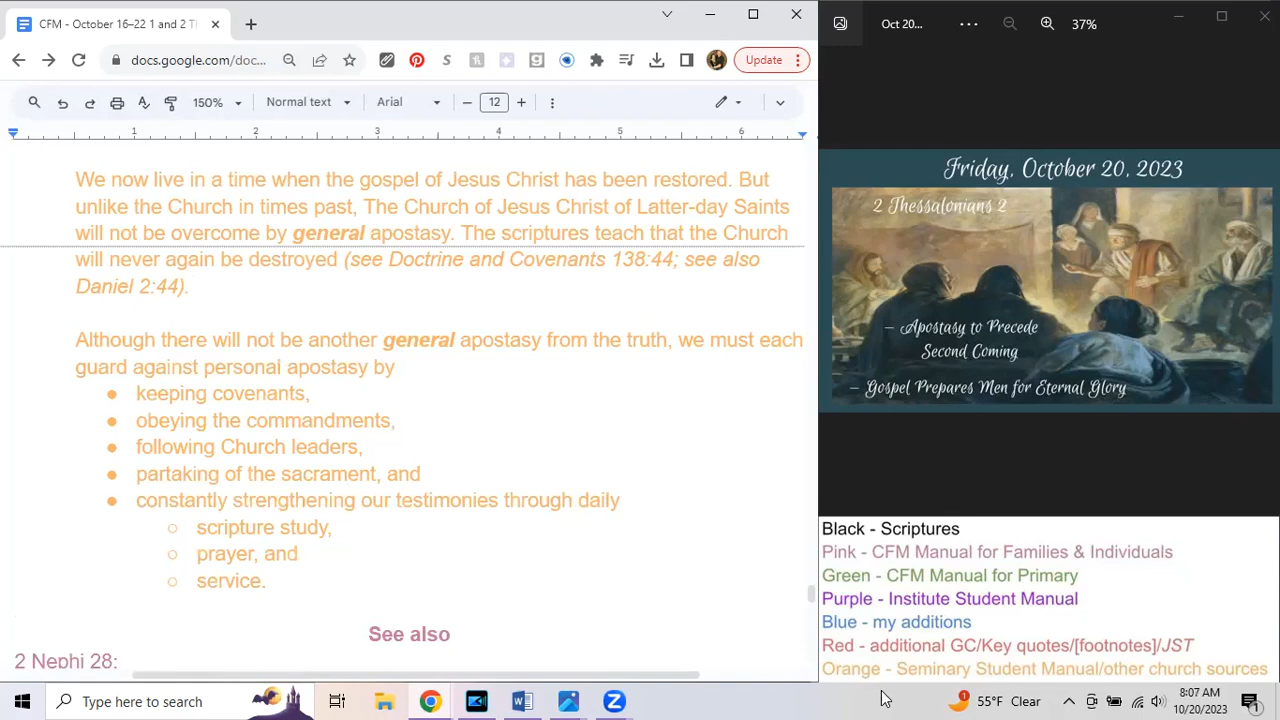 CFM - October 16–22 1 and 2 Th
Oct 20...
37%
docs.google.com/doc...
Update
150%
Normal text
Arial
12
1 2 3 4 5 6
We now live in a time when the gospel of Jesus Christ has been restored. But
unlike the Church in times past, The Church of Jesus Christ of Latter-day Saints
will not be overcome by general apostasy. The scriptures teach that the Church
will never again be destroyed (see Doctrine and Covenants 138:44; see also
Daniel 2:44).
Although there will not be another general apostasy from the truth, we must each
guard against personal apostasy by
● keeping covenants,
● obeying the commandments,
● following Church leaders,
● partaking of the sacrament, and
● constantly strengthening our testimonies through daily
○ scripture study,
○ prayer, and
○ service.
See also
2 Nephi 28:
Friday, October 20, 2023
2 Thessalonians 2
– Apostasy to Precede
Second Coming
– Gospel Prepares Men for Eternal Glory
Black - Scriptures
Pink - CFM Manual for Families & Individuals
Green - CFM Manual for Primary
Purple - Institute Student Manual
Blue - my additions
Red - additional GC/Key quotes/[footnotes]/JST
Orange - Seminary Student Manual/other church sources
Type here to search
1
55°F Clear
8:07 AM
10/20/2023
1